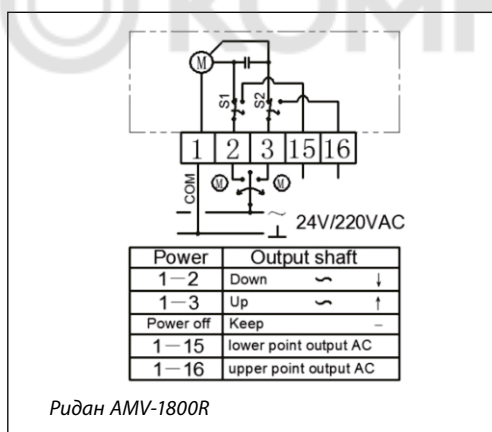 KOMF
M
S1
S2
1 2 3 15 16
COM
M
M
~
24V/220VAC
Power Output shaft
1—2 Down ∽ ↓
1—3 Up ∽ ↑
Power off Keep –
1—15 lower point output AC
1—16 upper point output AC
Ридан AMV-1800R